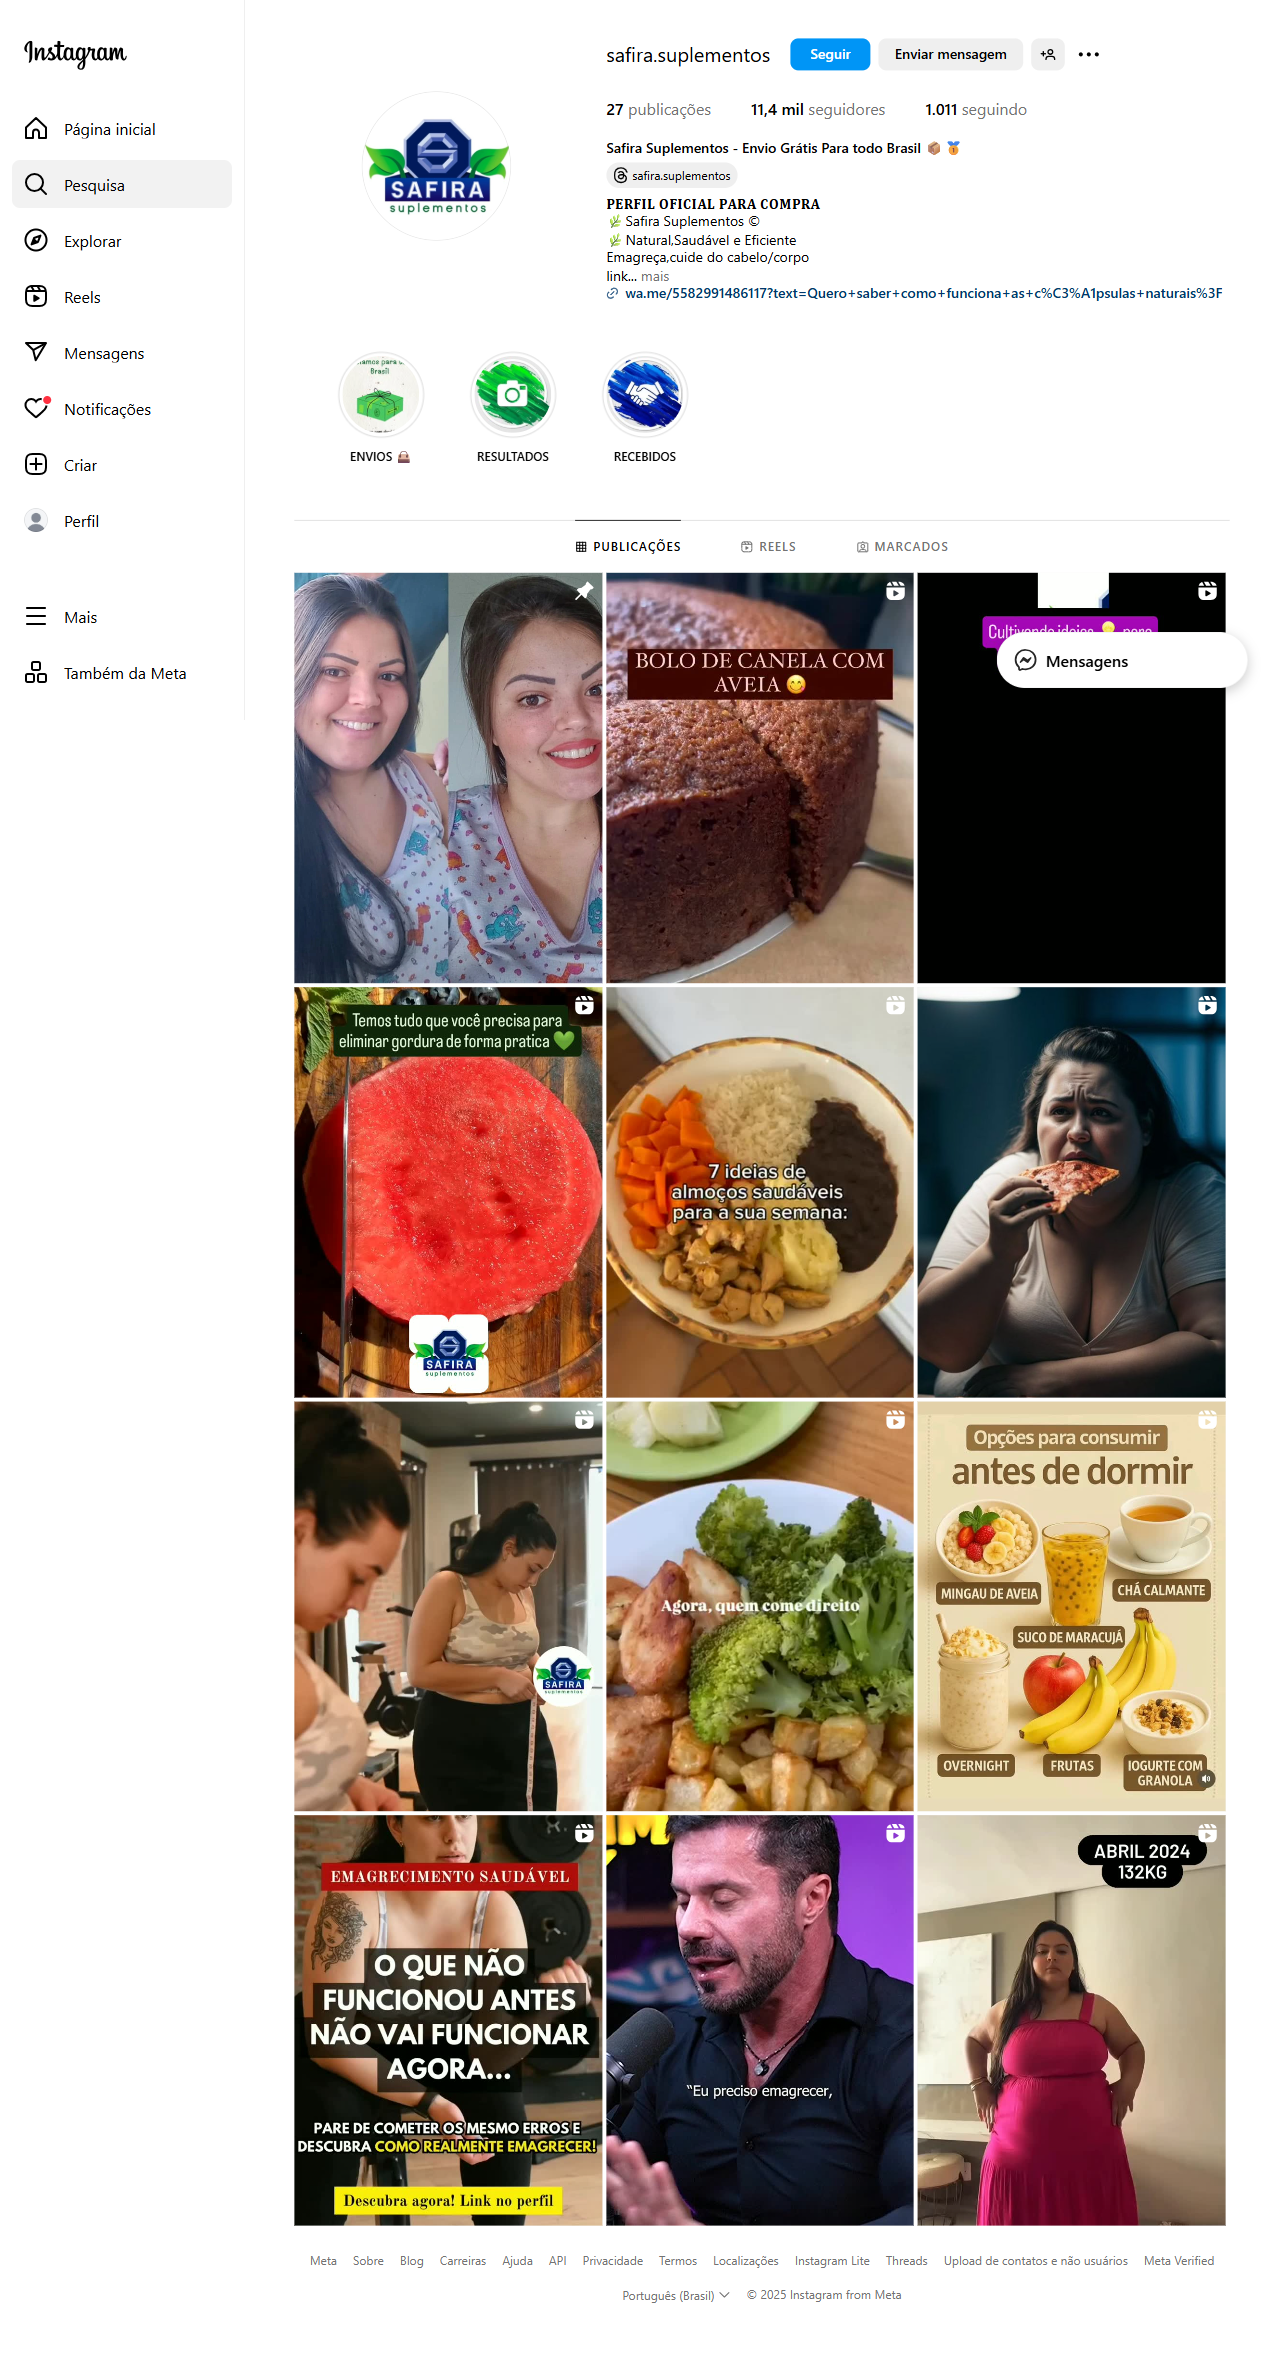 Instagram
Página inicial
Pesquisa
Explorar
Reels
Mensagens
Notificações
Criar
Perfil
Mais
Também da Meta
safira.suplementos
Seguir
Enviar mensagem
27 publicações
11,4 mil seguidores
1.011 seguindo
Safira Suplementos - Envio Grátis Para todo Brasil 📦 🏅
safira.suplementos
PERFIL OFICIAL PARA COMPRA
🌿 Safira Suplementos ©
🌿 Natural,Saudável e Eficiente
Emagreça,cuide do cabelo/corpo
link... mais
wa.me/5582991486117?text=Quero+saber+como+funciona+as+c%C3%A1psulas+naturais%3F
SAFIRA
suplementos
Brasil
ENVIOS 👜
RESULTADOS
RECEBIDOS
PUBLICAÇÕES
REELS
MARCADOS
BOLO DE CANELA COM
AVEIA 😋
Cultivando ideias 💡 para
Mensagens
Temos tudo que você precisa para
eliminar gordura de forma pratica 💚
SAFIRA
suplementos
7 ideias de
almoços saudáveis
para a sua semana:
SAFIRA
suplementos
Agora, quem come direito
Opções para consumir
antes de dormir
MINGAU DE AVEIA
CHÁ CALMANTE
SUCO DE MARACUJÁ
OVERNIGHT
FRUTAS
IOGURTE COM
GRANOLA
EMAGRECIMENTO SAUDÁVEL
O QUE NÃO
FUNCIONOU ANTES
NÃO VAI FUNCIONAR
AGORA...
PARE DE COMETER OS MESMO ERROS E
DESCUBRA COMO REALMENTE EMAGRECER!
Descubra agora! Link no perfil
“Eu preciso emagrecer,
ABRIL 2024
132KG
Meta
Sobre
Blog
Carreiras
Ajuda
API
Privacidade
Termos
Localizações
Instagram Lite
Threads
Upload de contatos e não usuários
Meta Verified
Português (Brasil)
© 2025 Instagram from Meta